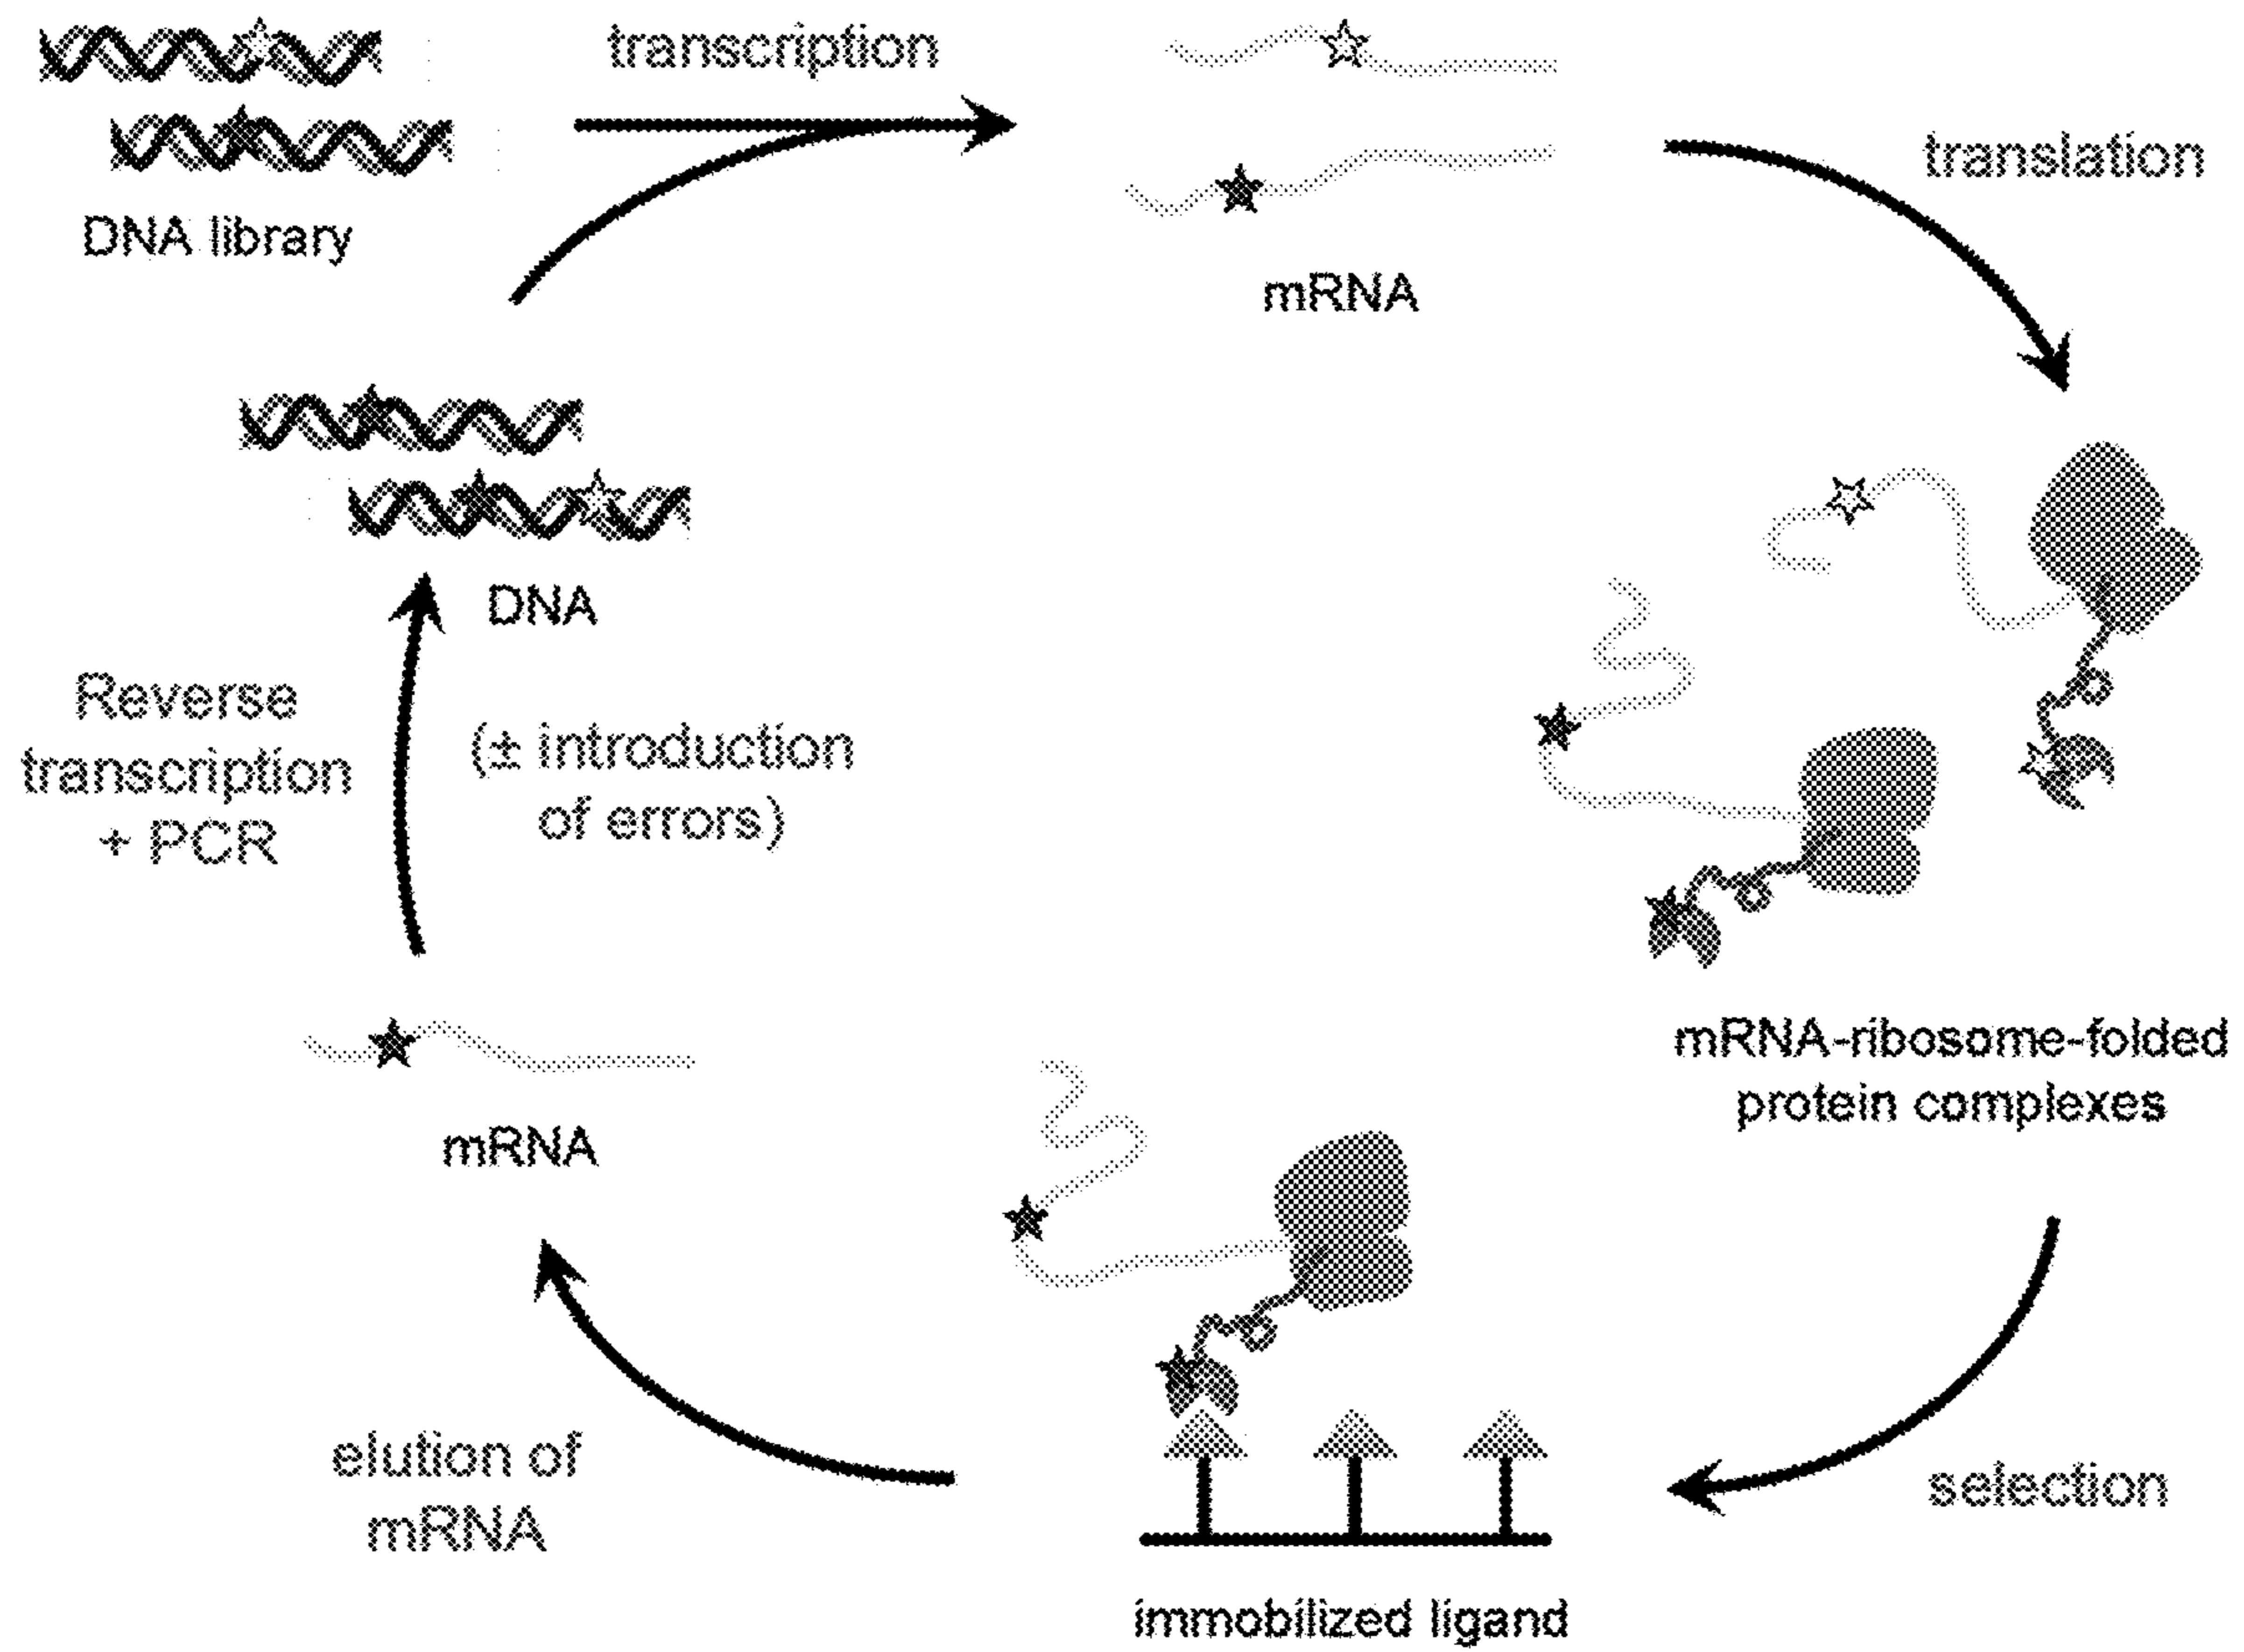 transcription
DNA library
translation
mRNA
DNA
Reverse
transcription
+ PCR
(± introduction
of errors)
mRNA-ribosome-folded
protein complexes
mRNA
elution of
mRNA
selection
immobilized ligand